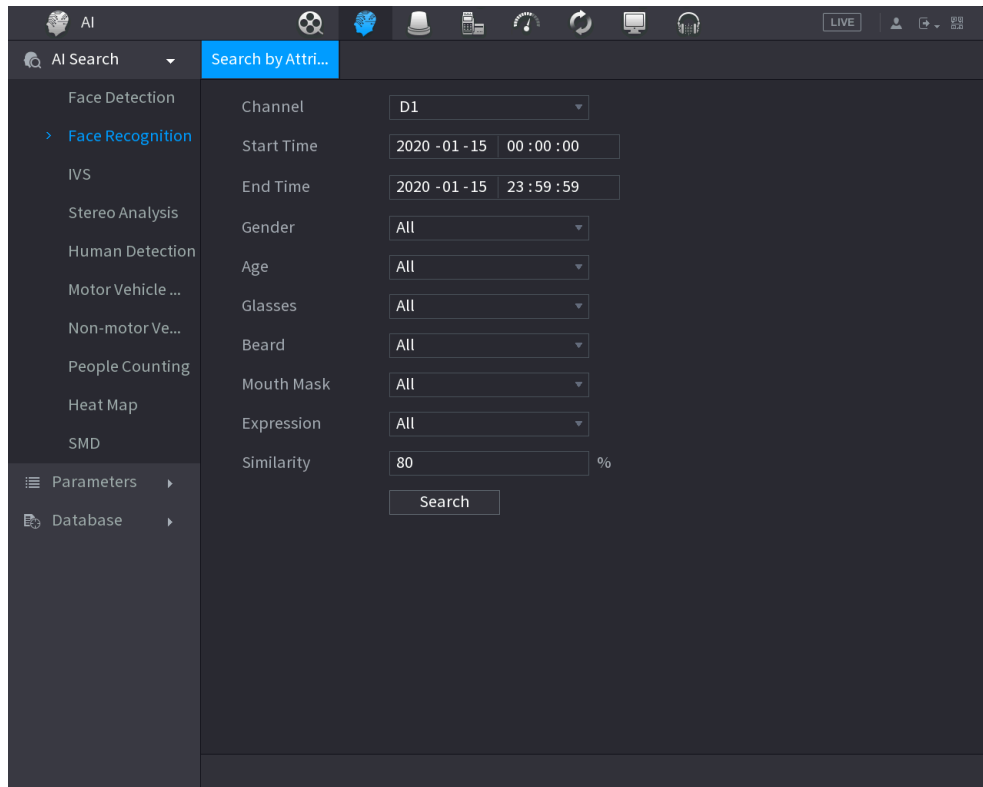 AI
LIVE
AI Search
Search by Attri...
Face Detection
Face Recognition
IVS
Stereo Analysis
Human Detection
Motor Vehicle ...
Non-motor Ve...
People Counting
Heat Map
SMD
Parameters
Database
Channel D1
Start Time 2020 -01 -15 00 : 00 : 00
End Time 2020 -01 -15 23 : 59 : 59
Gender All
Age All
Glasses All
Beard All
Mouth Mask All
Expression All
Similarity 80 %
Search